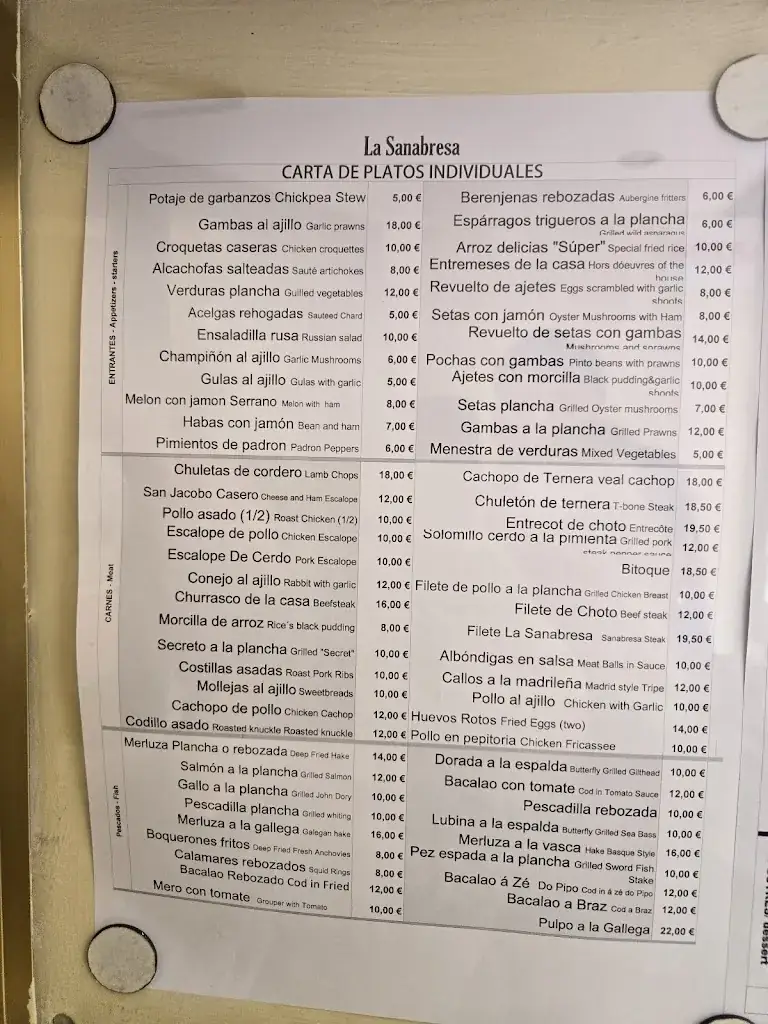 La Sanabresa
CARTA DE PLATOS INDIVIDUALES
ENTRANTES - Appetizers - starters
Potaje de garbanzos Chickpea Stew 5,00 €
Gambas al ajillo Garlic prawns 18,00 €
Croquetas caseras Chicken croquettes 10,00 €
Alcachofas salteadas Sauté artichokes 8,00 €
Verduras plancha Guilled vegetables 12,00 €
Acelgas rehogadas Sauteed Chard 5,00 €
Ensaladilla rusa Russian salad 10,00 €
Champiñón al ajillo Garlic Mushrooms 6,00 €
Gulas al ajillo Gulas with garlic 5,00 €
Melon con jamon Serrano Melon with ham 8,00 €
Habas con jamón Bean and ham 7,00 €
Pimientos de padron Padron Peppers 6,00 €
Berenjenas rebozadas Aubergine fritters 6,00 €
Espárragos trigueros a la plancha
Grilled wild asparagus 6,00 €
Arroz delicias "Súper" Special fried rice 10,00 €
Entremeses de la casa Hors dóeuvres of the
house 12,00 €
Revuelto de ajetes Eggs scrambled with garlic
shoots 8,00 €
Setas con jamón Oyster Mushrooms with Ham 8,00 €
Revuelto de setas con gambas
Mushrooms and sprawns 14,00 €
Pochas con gambas Pinto beans with prawns 10,00 €
Ajetes con morcilla Black pudding&garlic
shoots 10,00 €
Setas plancha Grilled Oyster mushrooms 7,00 €
Gambas a la plancha Grilled Prawns 12,00 €
Menestra de verduras Mixed Vegetables 5,00 €
CARNES - Meat
Chuletas de cordero Lamb Chops 18,00 €
San Jacobo Casero Cheese and Ham Escalope 12,00 €
Pollo asado (1/2) Roast Chicken (1/2) 10,00 €
Escalope de pollo Chicken Escalope 10,00 €
Escalope De Cerdo Pork Escalope 10,00 €
Conejo al ajillo Rabbit with garlic 12,00 €
Churrasco de la casa Beefsteak 16,00 €
Morcilla de arroz Rice´s black pudding 8,00 €
Secreto a la plancha Grilled "Secret" 10,00 €
Costillas asadas Roast Pork Ribs 10,00 €
Mollejas al ajillo Sweetbreads 10,00 €
Cachopo de pollo Chicken Cachop 12,00 €
Codillo asado Roasted knuckle Roasted knuckle 12,00 €
Cachopo de Ternera veal cachop 18,00 €
Chuletón de ternera T-bone Steak 18,50 €
Entrecot de choto Entrecôte 19,50 €
Solomillo cerdo a la pimienta Grilled pork
steak pepper sauce 12,00 €
Bitoque 18,50 €
Filete de pollo a la plancha Grilled Chicken Breast 10,00 €
Filete de Choto Beef steak 12,00 €
Filete La Sanabresa Sanabresa Steak 19,50 €
Albóndigas en salsa Meat Balls in Sauce 10,00 €
Callos a la madrileña Madrid style Tripe 12,00 €
Pollo al ajillo Chicken with Garlic 10,00 €
Huevos Rotos Fried Eggs (two) 14,00 €
Pollo en pepitoria Chicken Fricassee 10,00 €
Pescados - Fish
Merluza Plancha o rebozada Deep Fried Hake 14,00 €
Salmón a la plancha Grilled Salmon 12,00 €
Gallo a la plancha Grilled John Dory 10,00 €
Pescadilla plancha Grilled whiting 10,00 €
Merluza a la gallega Galegan hake 16,00 €
Boquerones fritos Deep Fried Fresh Anchovies 8,00 €
Calamares rebozados Squid Rings 8,00 €
Bacalao Rebozado Cod in Fried 12,00 €
Mero con tomate Grouper with Tomato 10,00 €
Dorada a la espalda Butterfly Grilled Gilthead 10,00 €
Bacalao con tomate Cod in Tomato Sauce 12,00 €
Pescadilla rebozada 10,00 €
Lubina a la espalda Butterfly Grilled Sea Bass 10,00 €
Merluza a la vasca Hake Basque Style 16,00 €
Pez espada a la plancha Grilled Sword Fish
Stake 10,00 €
Bacalao á Zé Do Pipo Cod in á zé do Pipo 12,00 €
Bacalao a Braz Cod a Braz 12,00 €
Pulpo a la Gallega 22,00 €
dessert